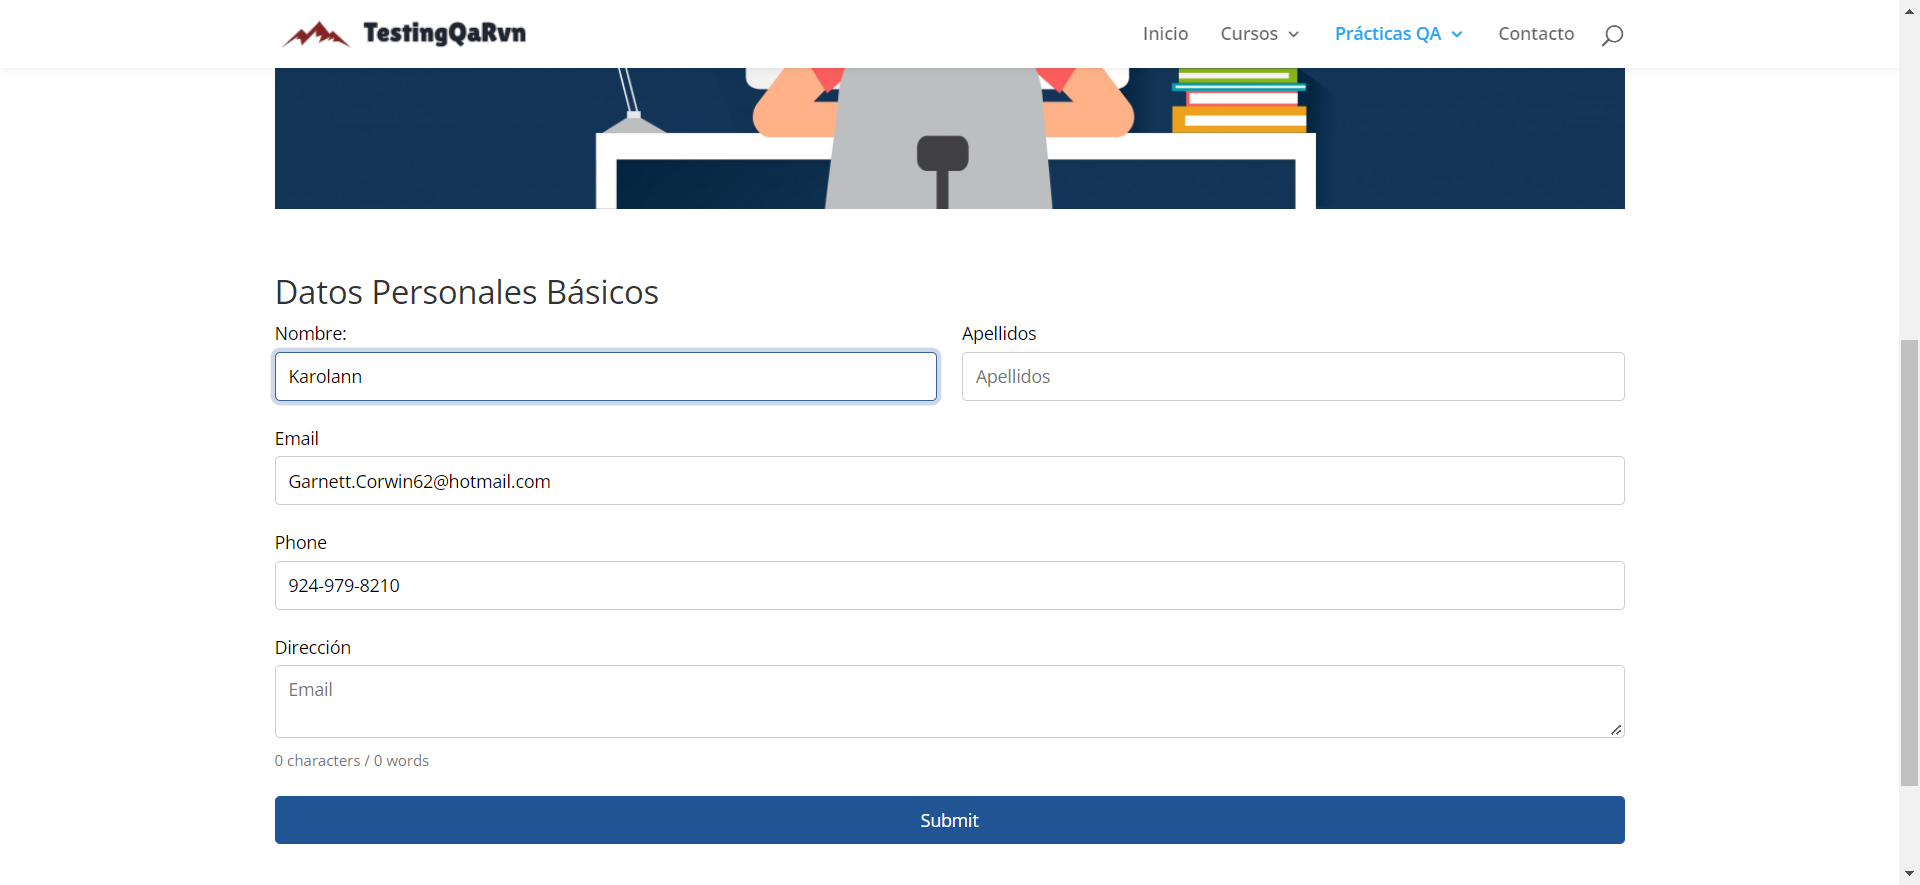 TestingQaRvn
Inicio Cursos Prácticas QA Contacto
Datos Personales Básicos
Nombre: Apellidos
Karolann Apellidos
Email
Garnett.Corwin62@hotmail.com
Phone
924-979-8210
Dirección
Email
0 characters / 0 words
Submit